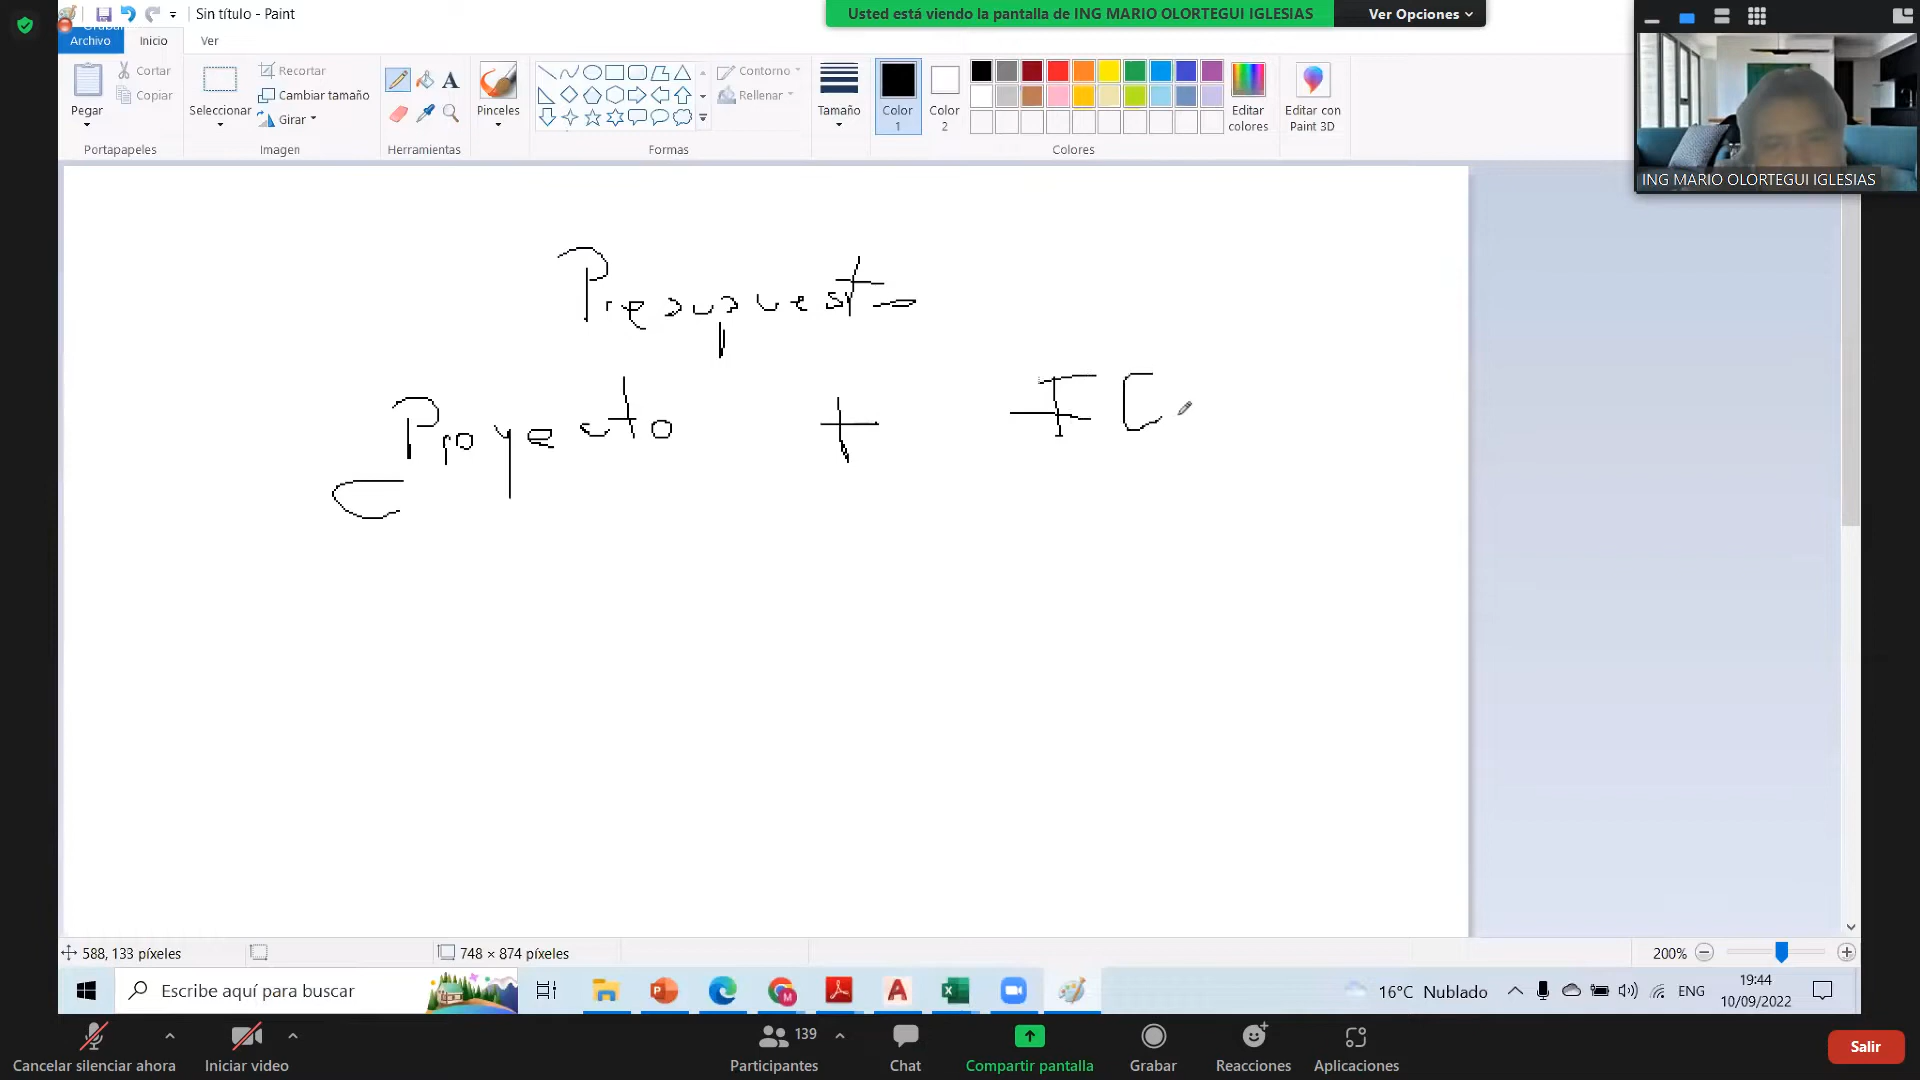 Sin título - Paint
Usted está viendo la pantalla de ING MARIO OLORTEGUI IGLESIAS
Ver Opciones
Archivo
Inicio
Ver
Pegar
Cortar
Copiar
Portapapeles
Seleccionar
Recortar
Cambiar tamaño
Girar
Imagen
Herramientas
Pinceles
Formas
Contorno
Rellenar
Tamaño
Color 1
Color 2
Editar colores
Colores
Editar con Paint 3D
ING MARIO OLORTEGUI IGLESIAS
Presupuesto
Proyecto + I C
C
588, 133 píxeles
748 × 874 píxeles
200%
Escribe aquí para buscar
16°C Nublado
ENG
19:44
10/09/2022
Cancelar silenciar ahora
Iniciar video
Participantes
139
Chat
Compartir pantalla
Grabar
Reacciones
Aplicaciones
Salir